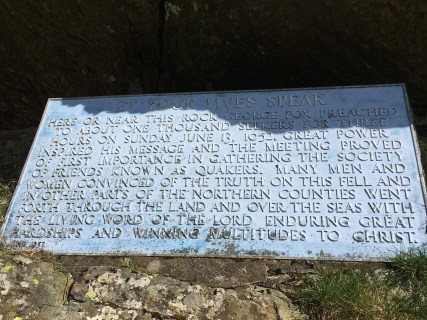 LET YOUR LIVES SPEAK
HERE OR NEAR THIS ROCK GEORGE FOX PREACHED
TO ABOUT ONE THOUSAND SEEKERS FOR THREE
HOURS ON SUNDAY, JUNE 13, 1652. GREAT POWER
INSPIRED HIS MESSAGE AND THE MEETING PROVED
OF FIRST IMPORTANCE IN GATHERING THE SOCIETY
OF FRIENDS KNOWN AS QUAKERS. MANY MEN AND
WOMEN CONVINCED OF THE TRUTH ON THIS FELL AND
IN OTHER PARTS OF THE NORTHERN COUNTIES WENT
FORTH THROUGH THE LAND AND OVER THE SEAS WITH
THE LIVING WORD OF THE LORD ENDURING GREAT
HARDSHIPS AND WINNING MULTITUDES TO CHRIST.
JUNE 1952